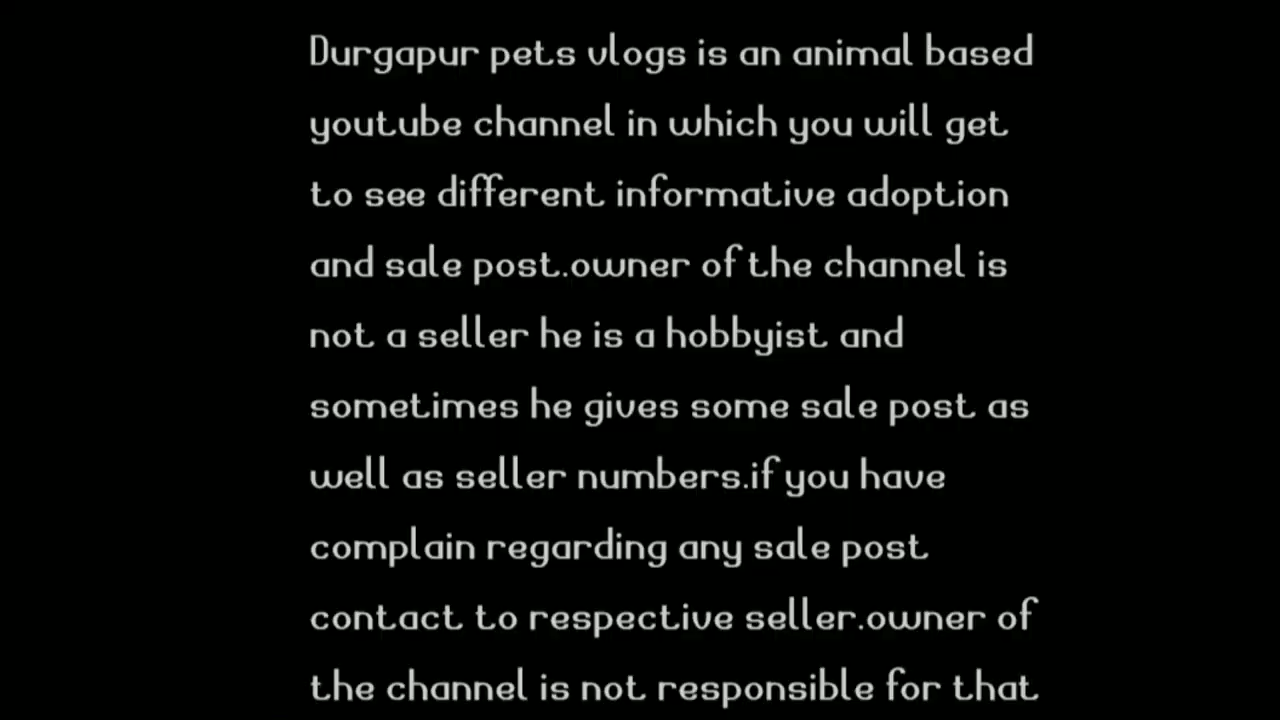 Durgapur pets vlogs is an animal based
youtube channel in which you will get
to see different informative adoption
and sale post.owner of the channel is
not a seller he is a hobbyist and
sometimes he gives some sale post as
well as seller numbers.if you have
complain regarding any sale post
contact to respective seller.owner of
the channel is not responsible for that